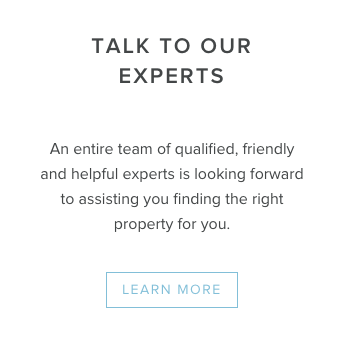 TALK TO OUR
EXPERTS
An entire team of qualified, friendly
and helpful experts is looking forward
to assisting you finding the right
property for you.
LEARN MORE